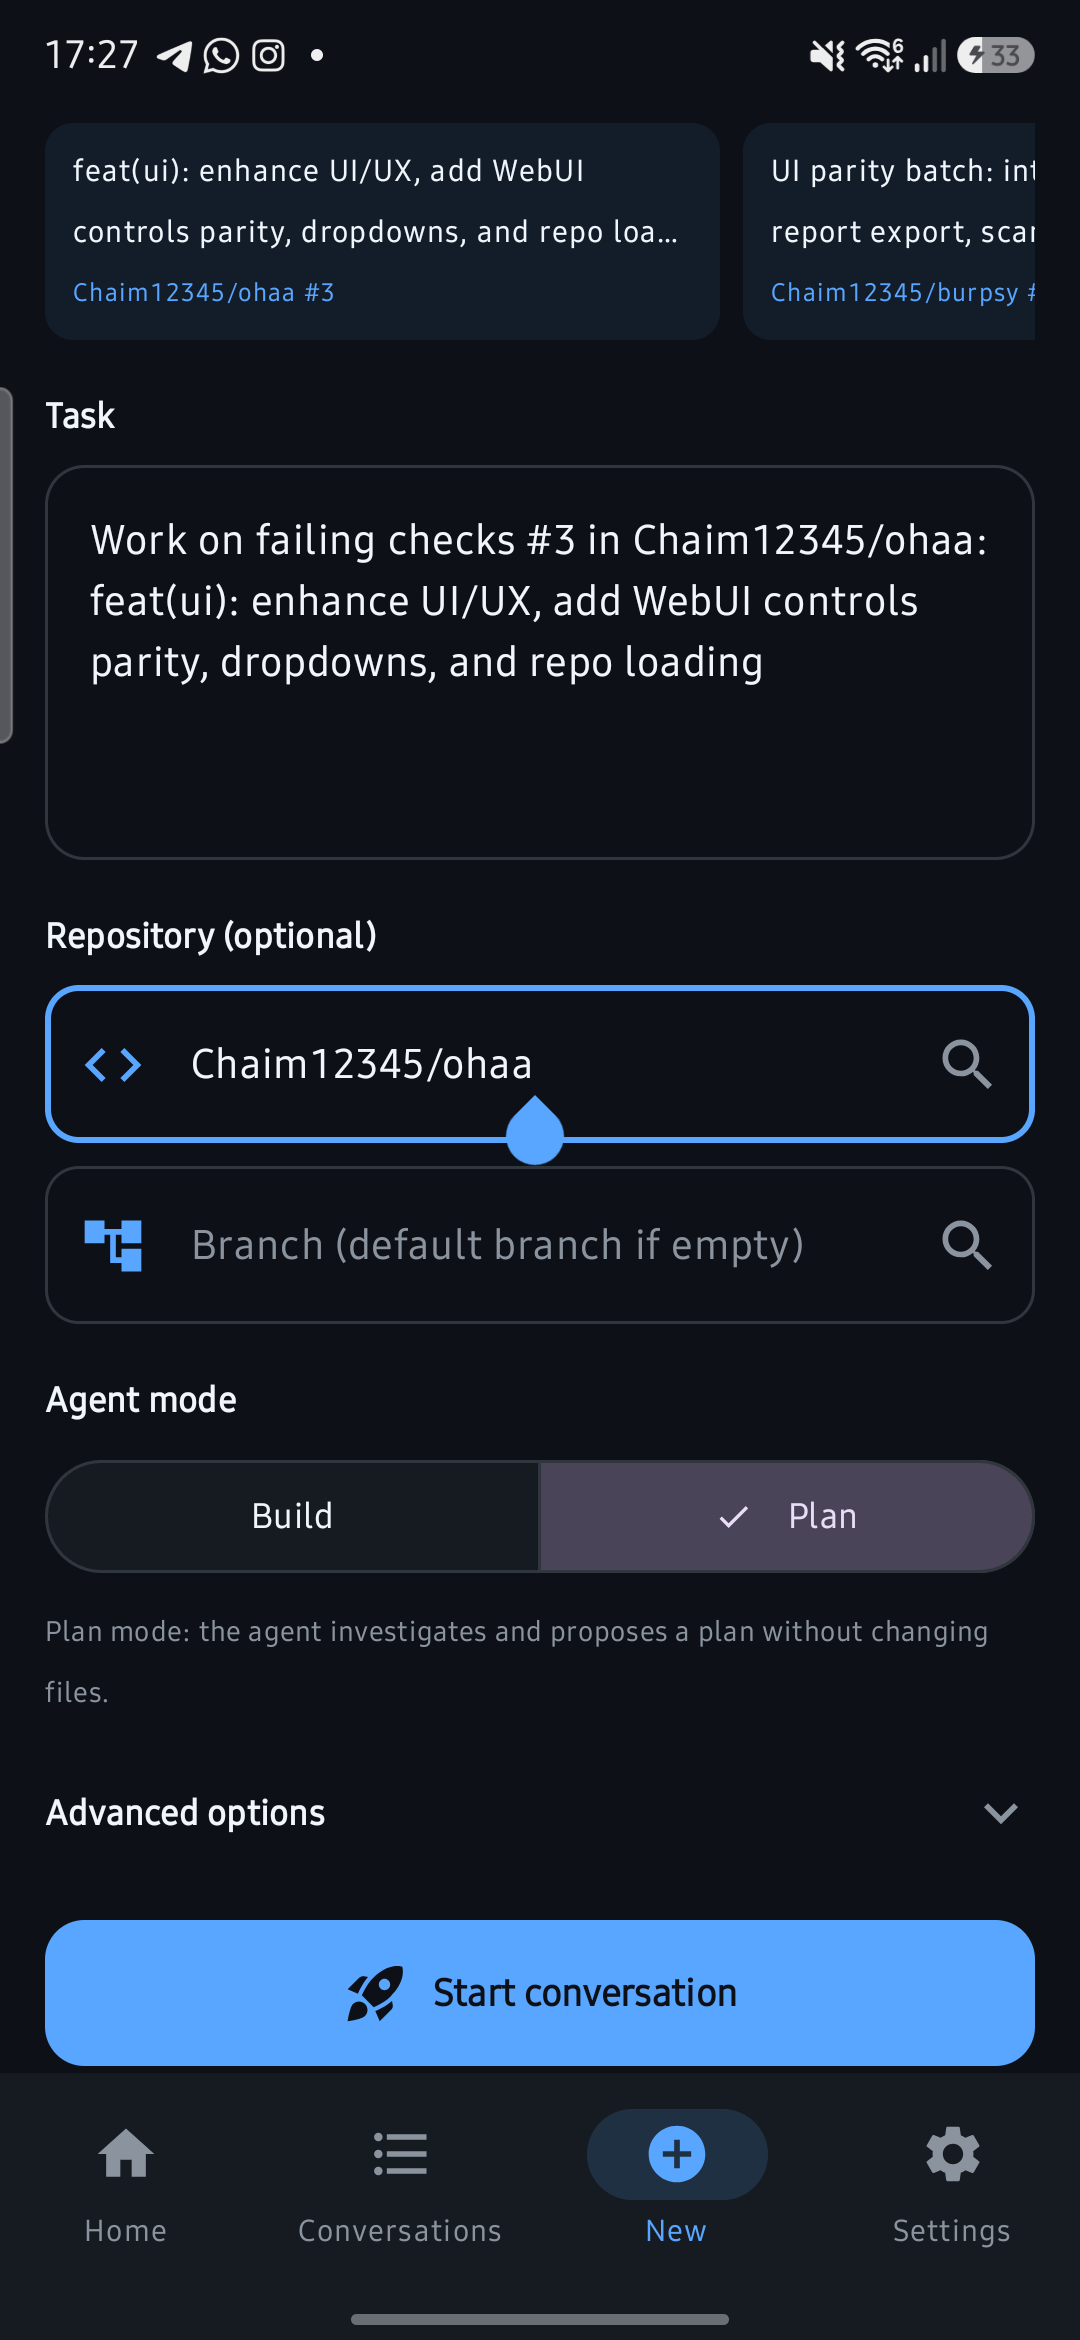 17:27
6
33
feat(ui): enhance UI/UX, add WebUI
controls parity, dropdowns, and repo loa...
Chaim12345/ohaa #3
UI parity batch: int
report export, scar
Chaim12345/burpsy #
Task
Work on failing checks #3 in Chaim12345/ohaa:
feat(ui): enhance UI/UX, add WebUI controls
parity, dropdowns, and repo loading
Repository (optional)
Chaim12345/ohaa
Branch (default branch if empty)
Agent mode
Build
Plan
Plan mode: the agent investigates and proposes a plan without changing
files.
Advanced options
Start conversation
Home
Conversations
New
Settings